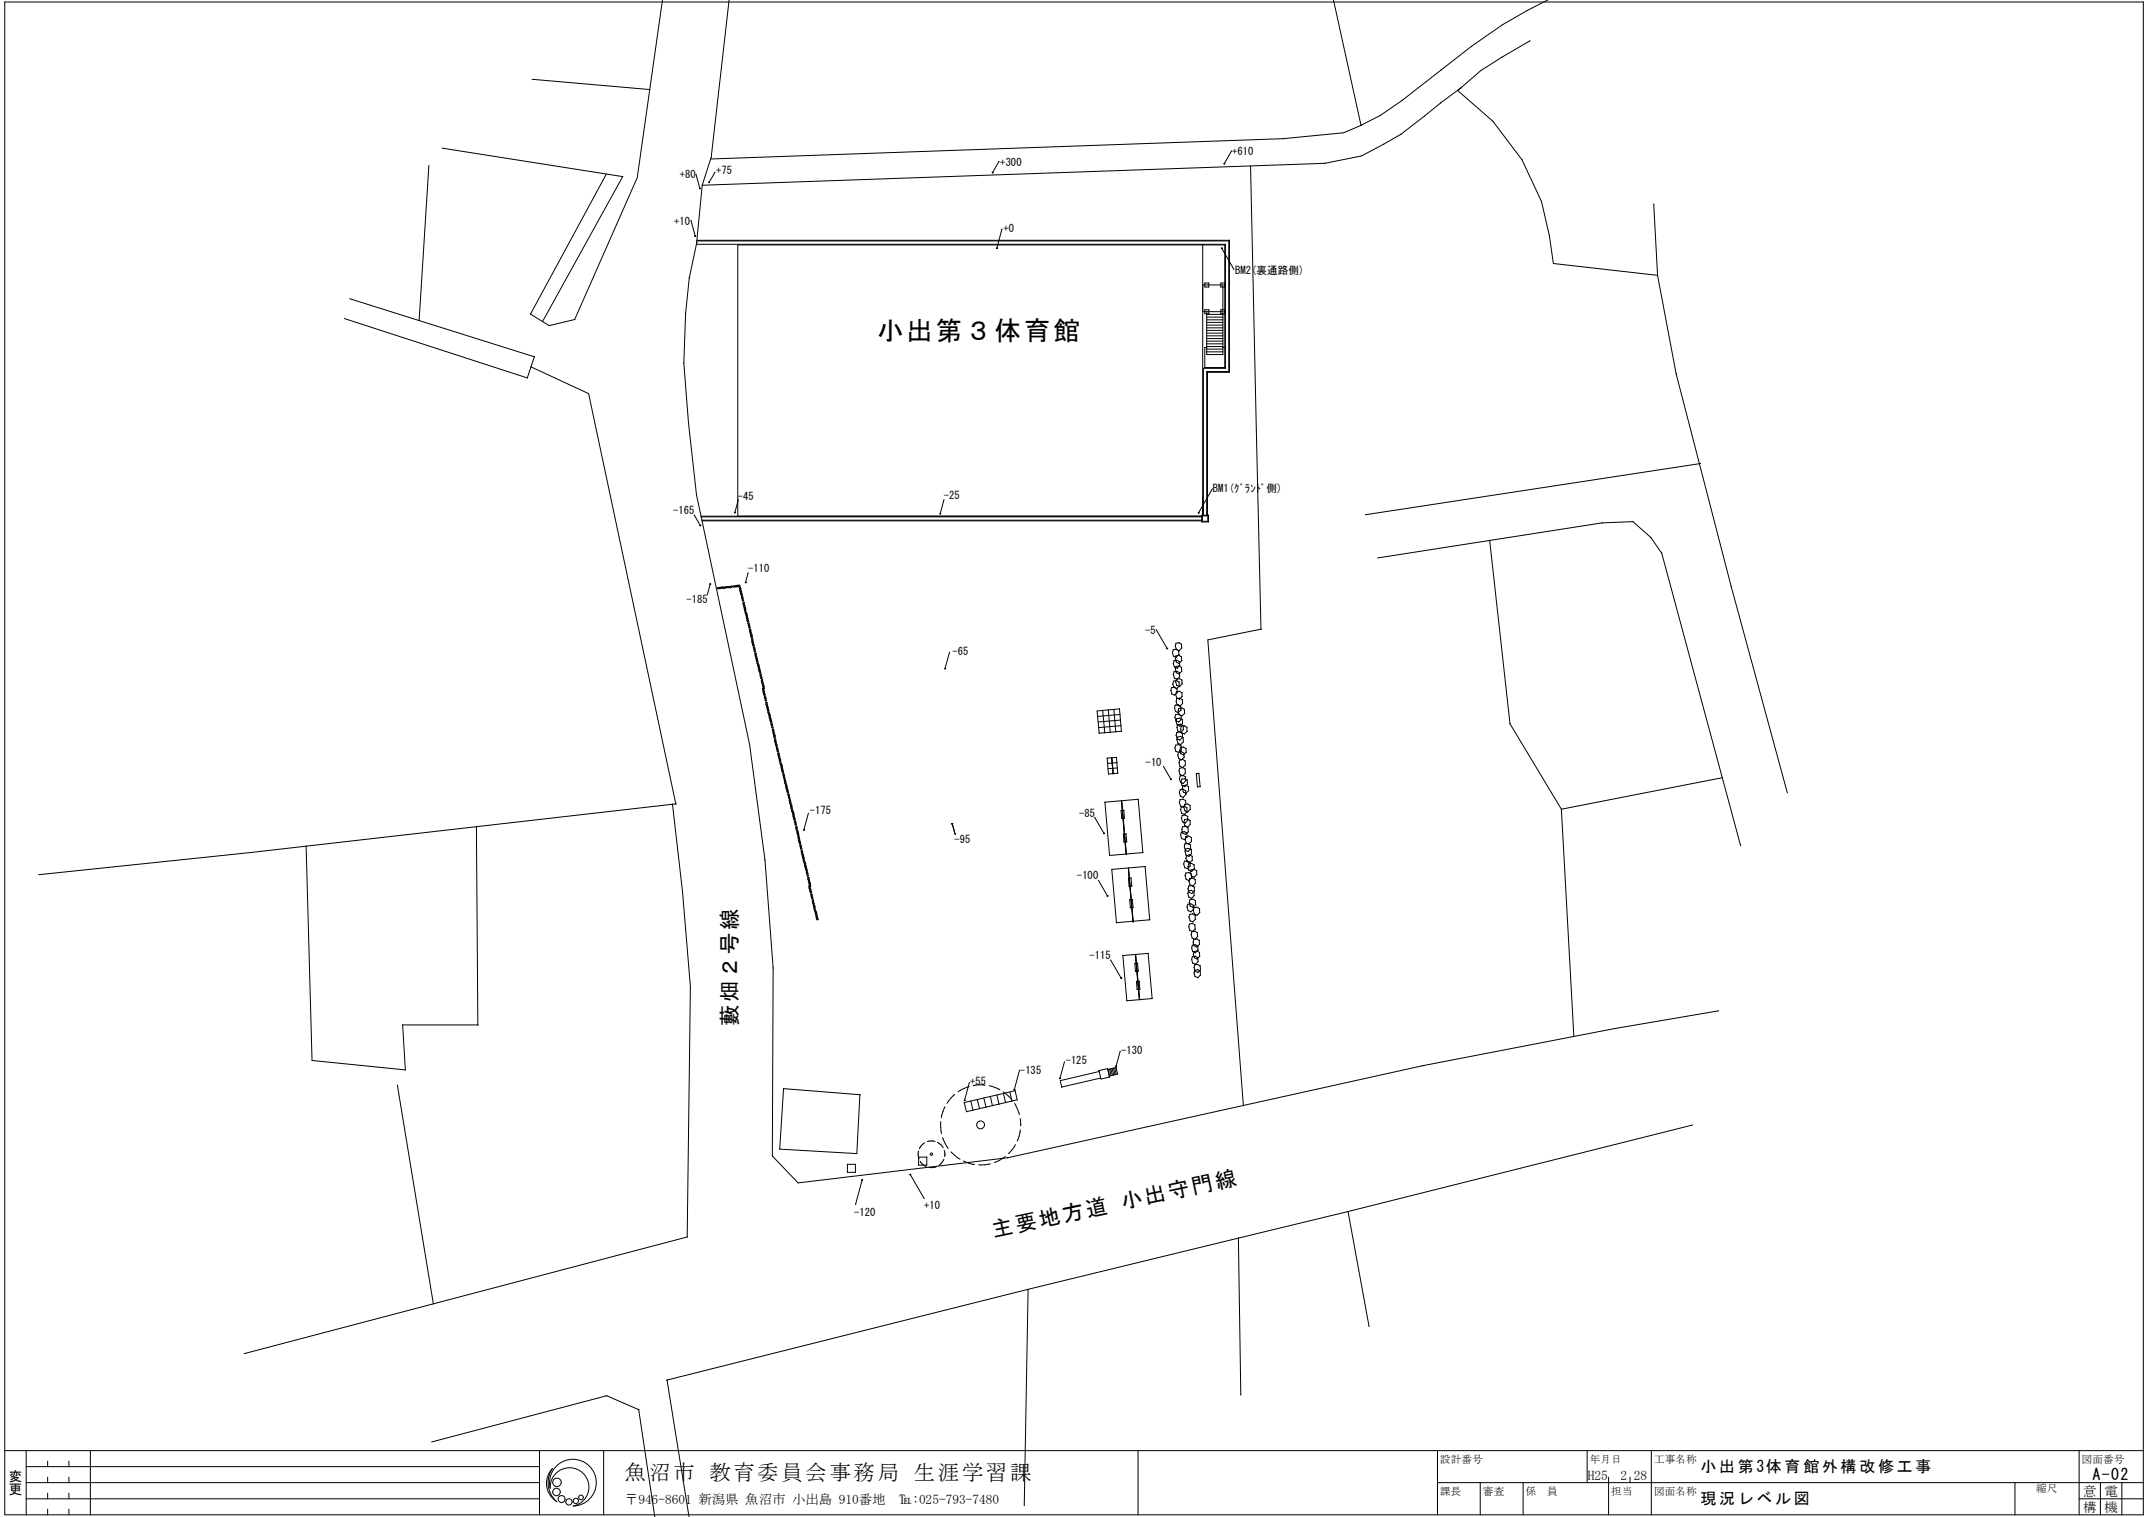 +300
+610
+80
+75
+10
+0
BM2(裏通路側)
小出第３体育館
-45
-25
BM1(ｸﾞﾗﾝﾄﾞ側)
-165
-110
-185
-5
-65
-10
-175
-85
-95
-100
藪畑２号線
-115
-130
-125
-135
+55
主要地方道 小出守門線
+10
-120
変更
魚沼市 教育委員会事務局 生涯学習課
〒946-8601 新潟県 魚沼市 小出島 910番地 ℡:025-793-7480
設計番号
年月日
H25, 2,28
工事名称 小出第3体育館外構改修工事
図面番号
A-02
課長 審査 係 員 担当
図面名称 現況レベル図
縮尺
意 電
構 機